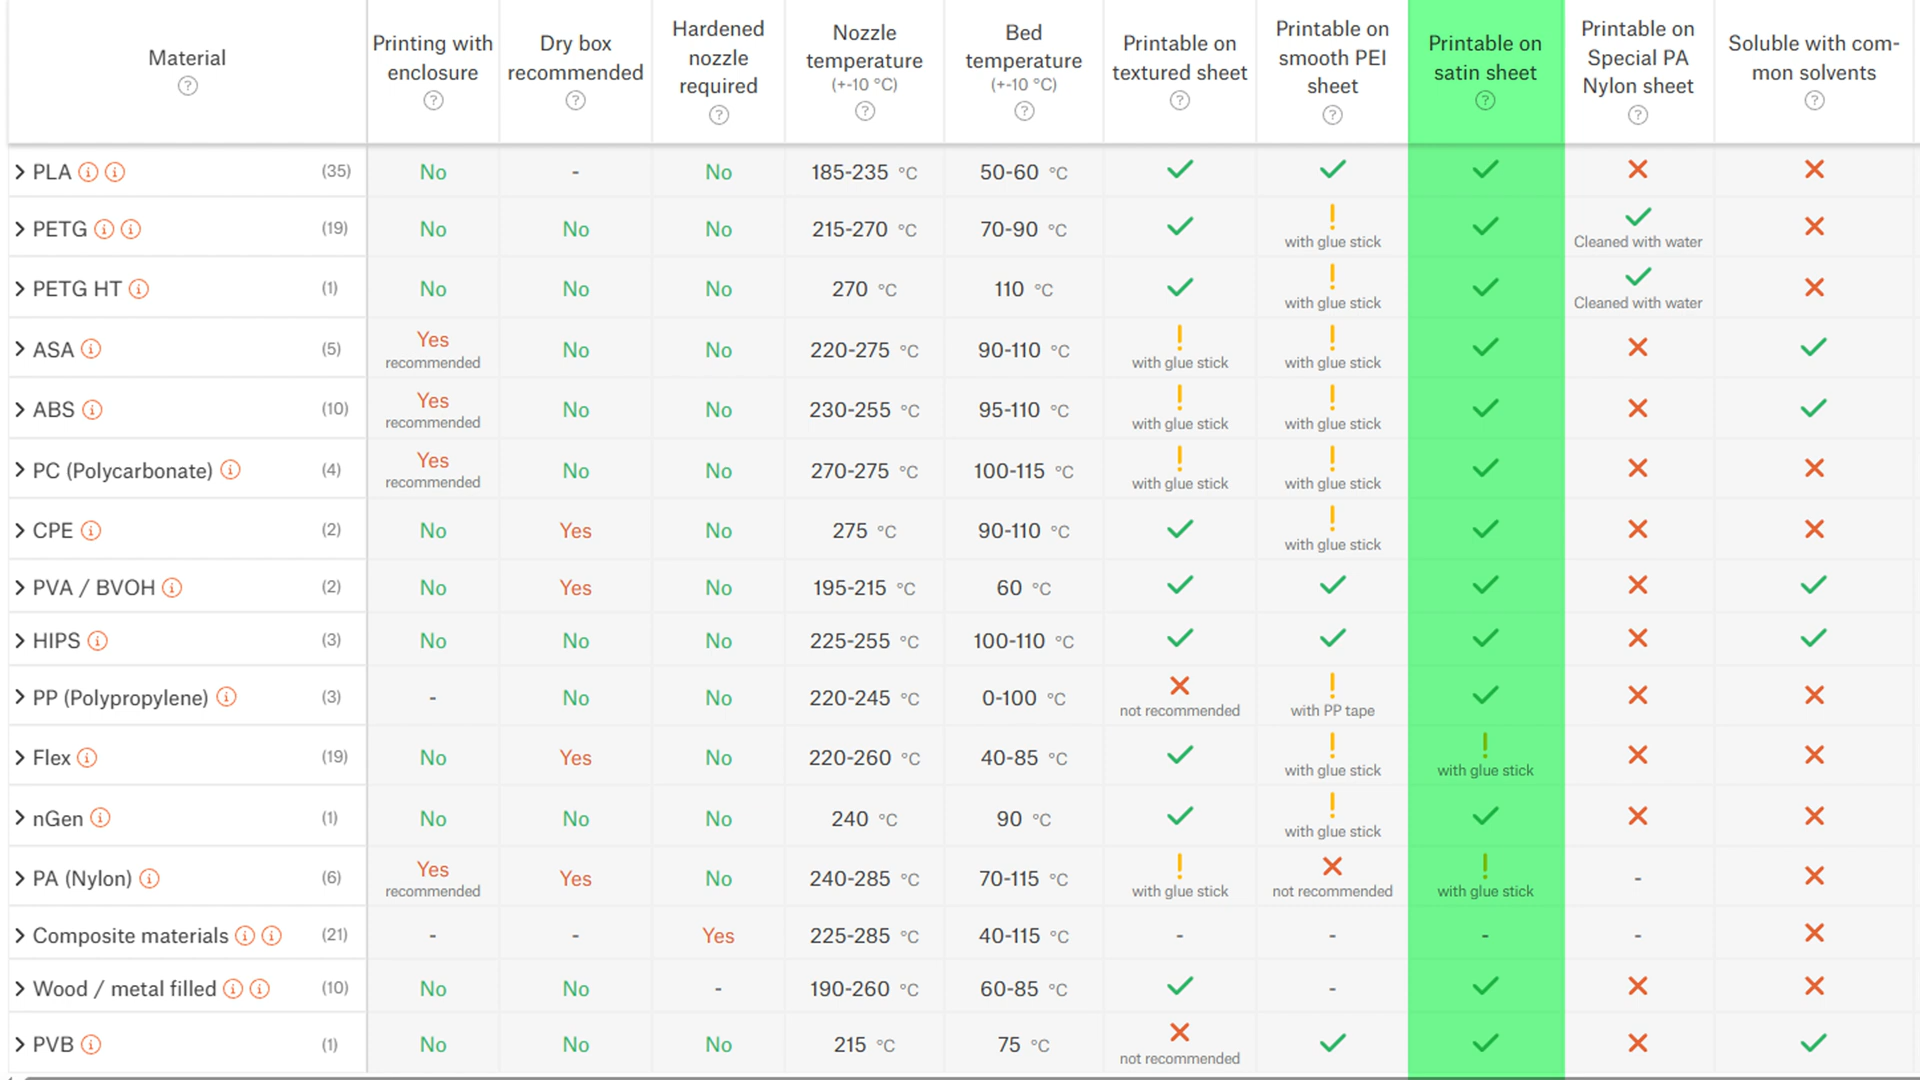 Material
Printing with
enclosure
Dry box
recommended
Hardened
nozzle
required
Nozzle
temperature
(+-10 °C)
Bed
temperature
(+-10 °C)
Printable on
textured sheet
Printable on
smooth PEI
sheet
Printable on
satin sheet
Printable on
Special PA
Nylon sheet
Soluble with com-
mon solvents
PLA (35) No - No 185-235 °C 50-60 °C
PETG (19) No No No 215-270 °C 70-90 °C
with glue stick Cleaned with water
PETG HT (1) No No No 270 °C 110 °C
with glue stick Cleaned with water
ASA (5) Yes No No 220-275 °C 90-110 °C
recommended with glue stick with glue stick
ABS (10) Yes No No 230-255 °C 95-110 °C
recommended with glue stick with glue stick
PC (Polycarbonate) (4) Yes No No 270-275 °C 100-115 °C
recommended with glue stick with glue stick
CPE (2) No Yes No 275 °C 90-110 °C
with glue stick
PVA / BVOH (2) No Yes No 195-215 °C 60 °C
HIPS (3) No No No 225-255 °C 100-110 °C
PP (Polypropylene) (3) - No No 220-245 °C 0-100 °C
not recommended with PP tape
Flex (19) No Yes No 220-260 °C 40-85 °C
with glue stick with glue stick
nGen (1) No No No 240 °C 90 °C
with glue stick
PA (Nylon) (6) Yes Yes No 240-285 °C 70-115 °C -
recommended with glue stick not recommended with glue stick
Composite materials (21) - - Yes 225-285 °C 40-115 °C - - - -
Wood / metal filled (10) No No - 190-260 °C 60-85 °C -
PVB (1) No No No 215 °C 75 °C
not recommended